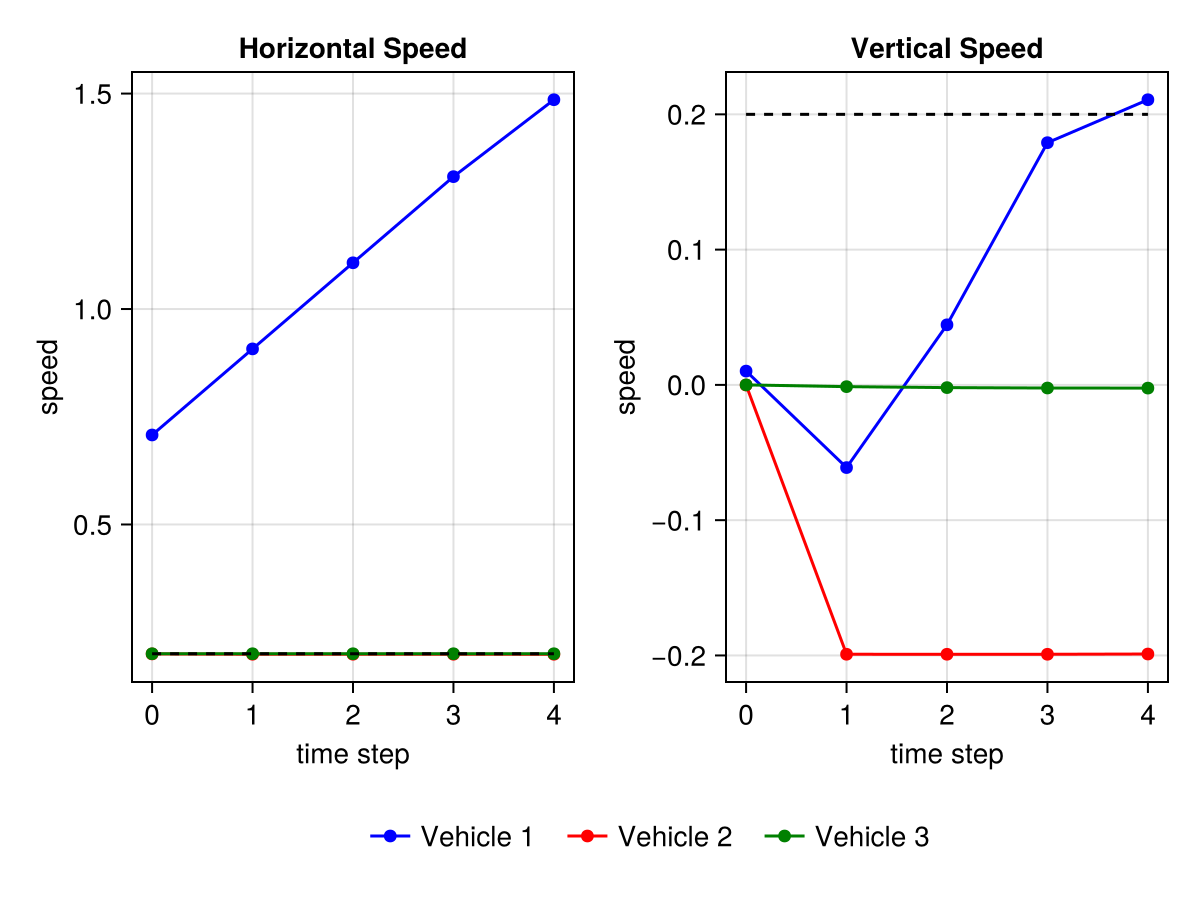 Horizontal Speed
1.5
1.0
0.5
speed
0 1 2 3 4
time step
Vertical Speed
0.2
0.1
0.0
−0.1
−0.2
speed
0 1 2 3 4
time step
Vehicle 1 Vehicle 2 Vehicle 3